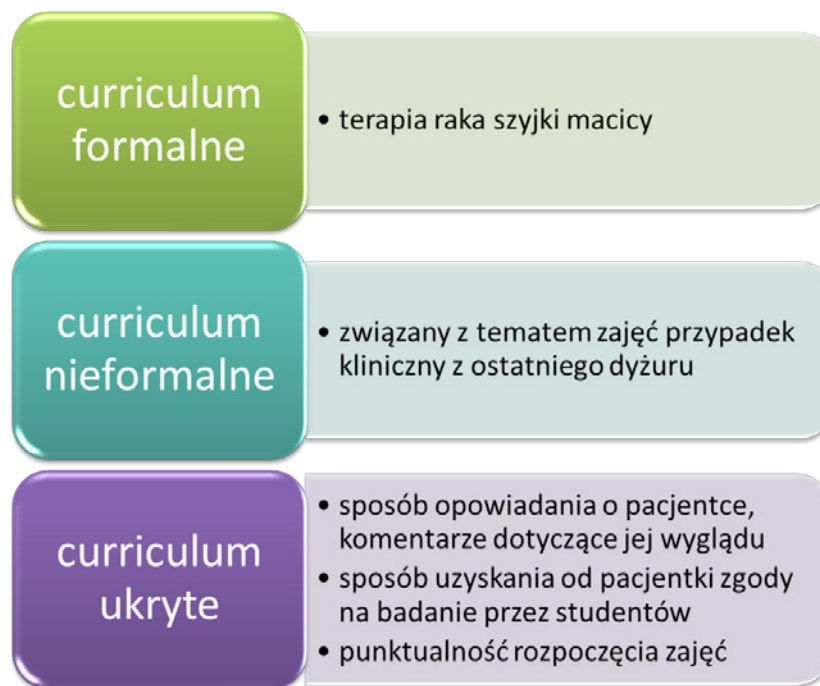 curriculum
formalne
• terapia raka szyjki macicy
curriculum
nieformalne
• związany z tematem zajęć przypadek
kliniczny z ostatniego dyżuru
curriculum
ukryte
• sposób opowiadania o pacjentce,
komentarze dotyczące jej wyglądu
• sposób uzyskania od pacjentki zgody
na badanie przez studentów
• punktualność rozpoczęcia zajęć